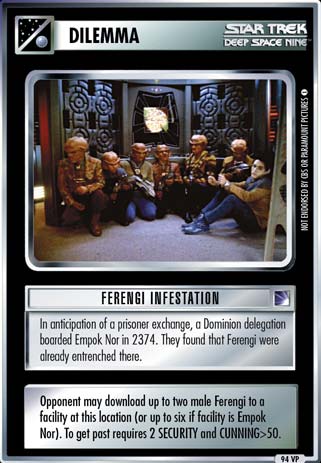 DILEMMA
STAR TREK
DEEP SPACE NINE
NOT ENDORSED BY CBS OR PARAMOUNT PICTURES
FERENGI INFESTATION
In anticipation of a prisoner exchange, a Dominion delegation
boarded Empok Nor in 2374. They found that Ferengi were
already entrenched there.
Opponent may download up to two male Ferengi to a
facility at this location (or up to six if facility is Empok
Nor). To get past requires 2 SECURITY and CUNNING>50.
94 VP